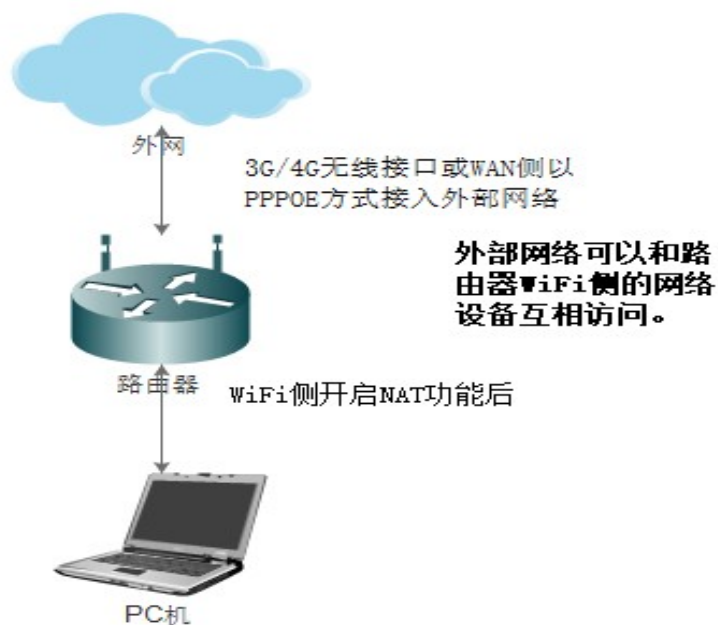 外网
3G/4G无线接口或WAN侧以
PPPOE方式接入外部网络
外部网络可以和路
由器WiFi侧的网络
设备互相访问。
路由器
WiFi侧开启NAT功能后
PC机